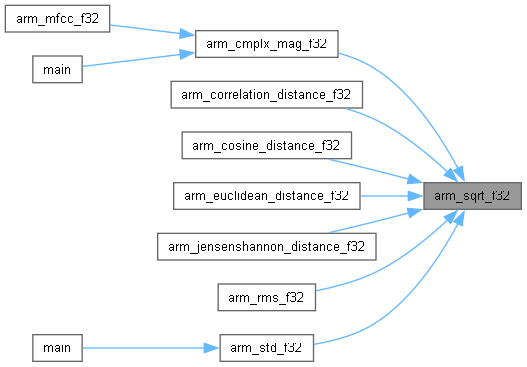 arm_mfcc_f32
arm_cmplx_mag_f32
main
arm_correlation_distance_f32
arm_cosine_distance_f32
arm_euclidean_distance_f32
arm_sqrt_f32
arm_jensenshannon_distance_f32
arm_rms_f32
main
arm_std_f32